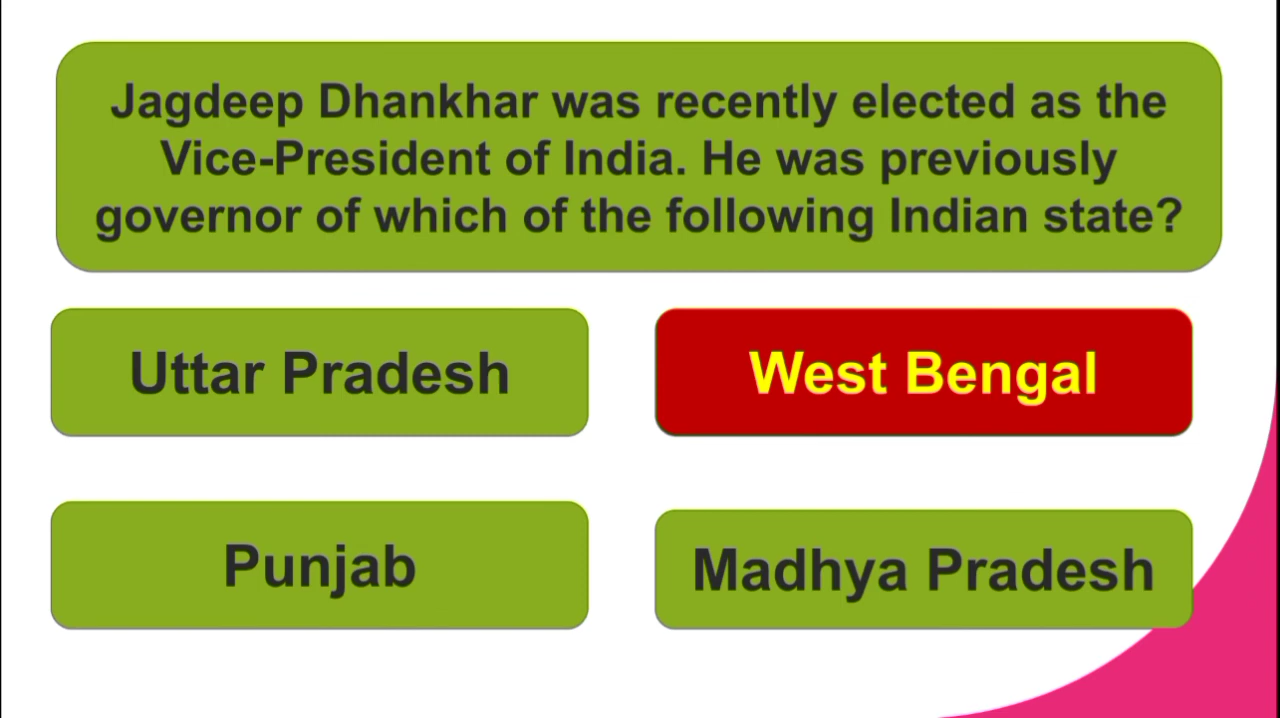 Jagdeep Dhankhar was recently elected as the
Vice-President of India. He was previously
governor of which of the following Indian state?
Uttar Pradesh
West Bengal
Punjab
Madhya Pradesh